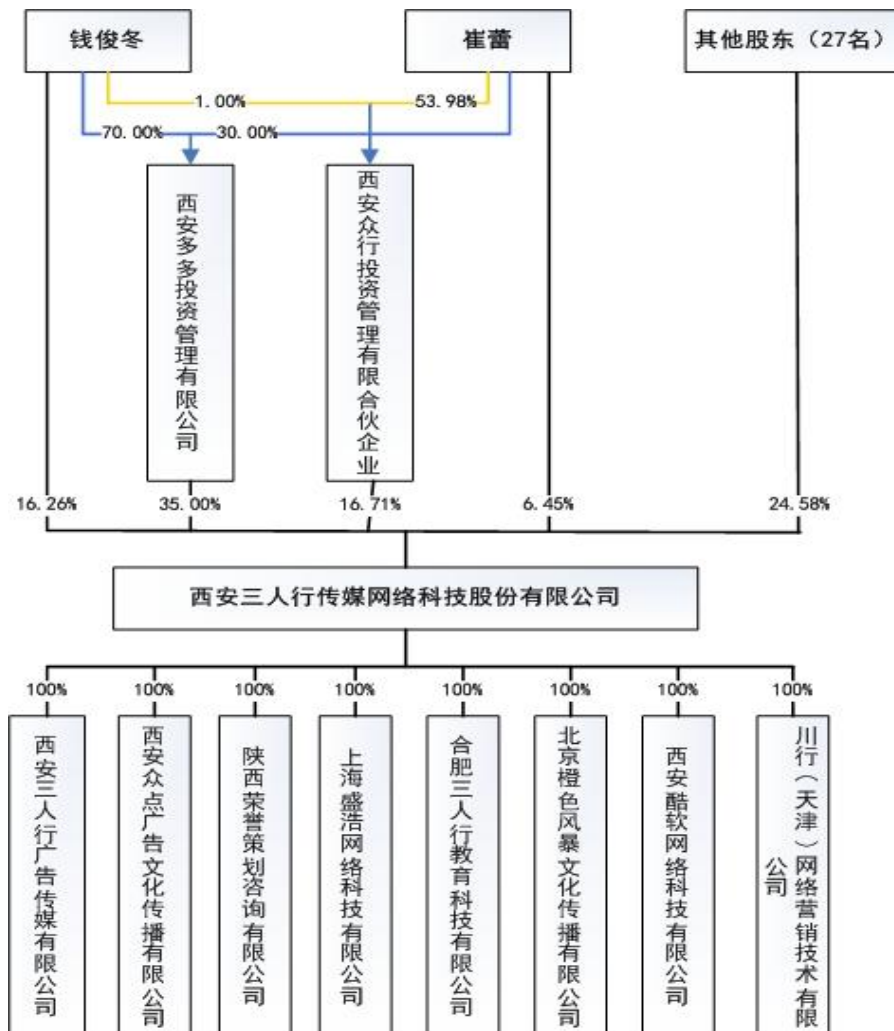 钱俊冬
崔蕾
其他股东（27名）
1.00%
53.98%
70.00%
30.00%
西安多多投资管理有限公司
西安众行投资管理有限合伙企业
16.26%
35.00%
16.71%
6.45%
24.58%
西安三人行传媒网络科技股份有限公司
100%
100%
100%
100%
100%
100%
100%
100%
西安三人行广告传媒有限公司
西安众点广告文化传播有限公司
陕西荣誉策划咨询有限公司
上海盛浩网络科技有限公司
合肥三人行教育科技有限公司
北京橙色风暴文化传播有限公司
西安酷软网络科技有限公司
川行（天津）网络营销技术有限
公司